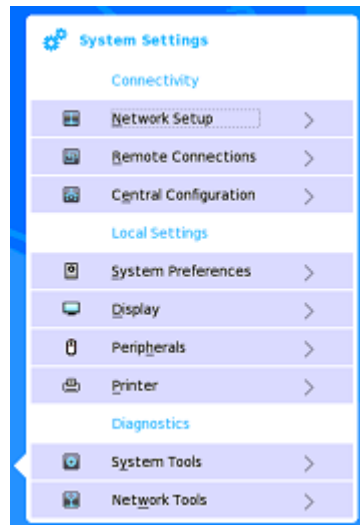 System Settings
Connectivity
Network Setup
Remote Connections
Central Configuration
Local Settings
System Preferences
Display
Peripherals
Printer
Diagnostics
System Tools
Network Tools